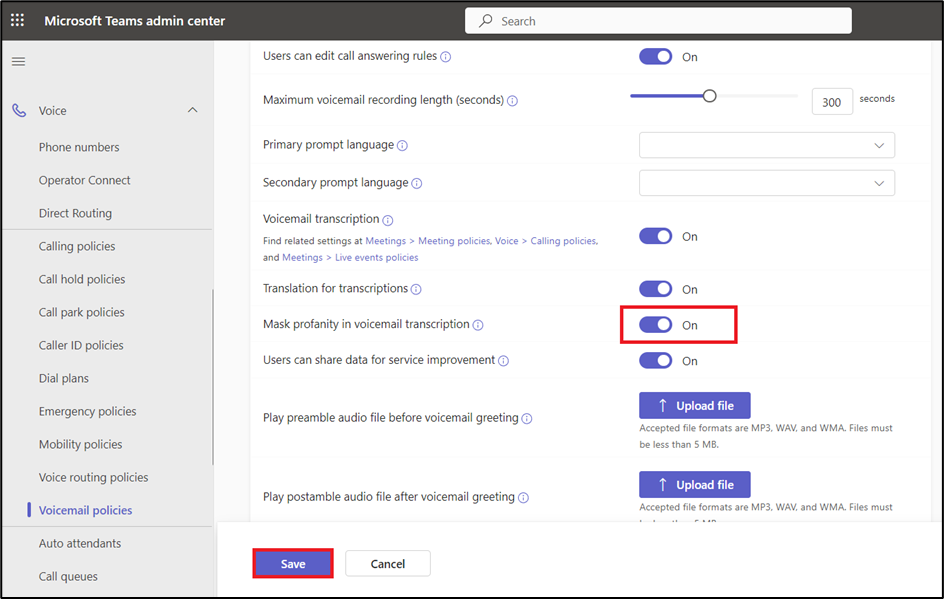 Microsoft Teams admin center
Search
Voice
Phone numbers
Operator Connect
Direct Routing
Calling policies
Call hold policies
Call park policies
Caller ID policies
Dial plans
Emergency policies
Mobility policies
Voice routing policies
Voicemail policies
Auto attendants
Call queues
Users can edit call answering rules
On
Maximum voicemail recording length (seconds)
300
seconds
Primary prompt language
Secondary prompt language
Voicemail transcription
Find related settings at Meetings > Meeting policies, Voice > Calling policies,
and Meetings > Live events policies
On
Translation for transcriptions
On
Mask profanity in voicemail transcription
On
Users can share data for service improvement
On
Play preamble audio file before voicemail greeting
Upload file
Accepted file formats are MP3, WAV, and WMA. Files must
be less than 5 MB.
Play postamble audio file after voicemail greeting
Upload file
Accepted file formats are MP3, WAV, and WMA. Files must
be less than 5 MB.
Save
Cancel